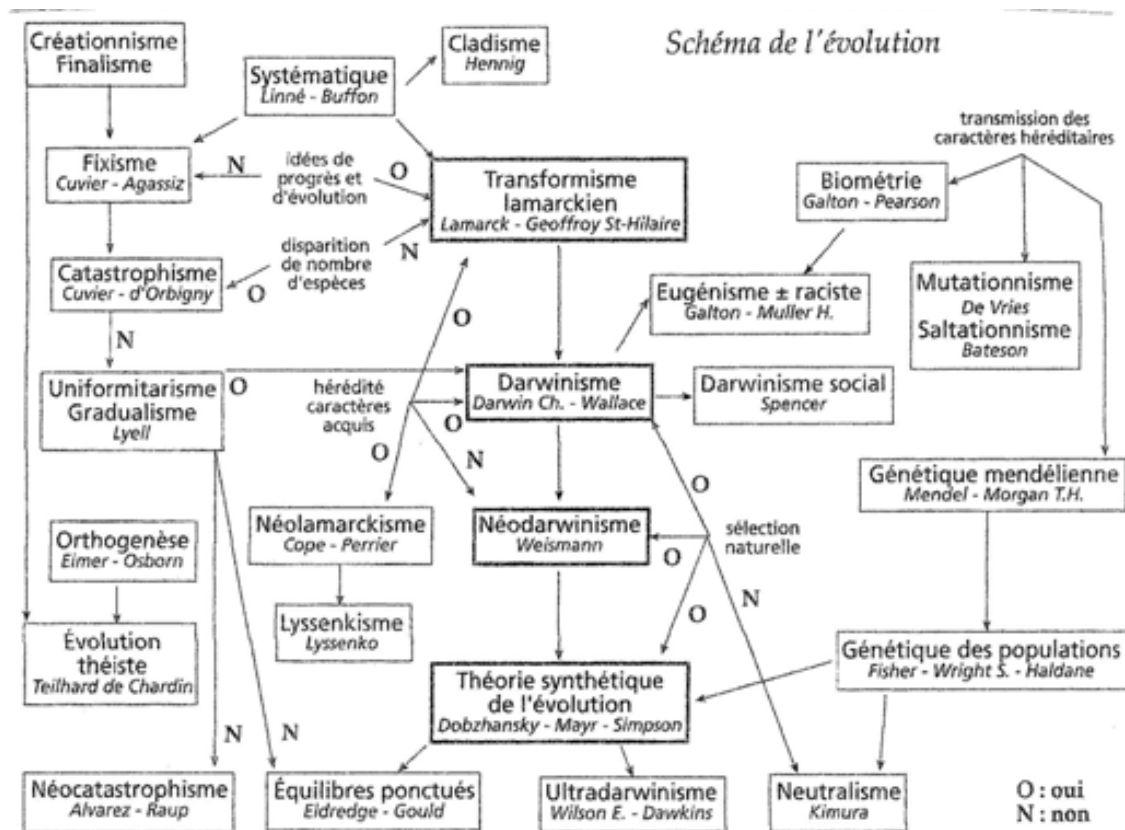 Schéma de l'évolution
Créationnisme
Finalisme
Systématique
Linné - Buffon
Cladisme
Hennig
transmission des
caractères héréditaires
Fixisme
Cuvier - Agassiz
N
idées de
progrès et
d'évolution
O
Transformisme
lamarckien
Lamarck - Geoffroy St-Hilaire
Biométrie
Galton - Pearson
Catastrophisme
Cuvier - d'Orbigny
O
disparition
de nombre
d'espèces
N
Eugénisme ± raciste
Galton - Muller H.
Mutationnisme
De Vries
Saltationnisme
Bateson
N
O
Uniformitarisme
Gradualisme
Lyell
O
hérédité
caractères
acquis
O
O
N
Darwinisme
Darwin Ch. - Wallace
Darwinisme social
Spencer
Génétique mendélienne
Mendel - Morgan T.H.
Orthogenèse
Eimer - Osborn
Néolamarckisme
Cope - Perrier
Néodarwinisme
Weismann
O
O
O
N
sélection
naturelle
Évolution
théiste
Teilhard de Chardin
Lyssenkisme
Lyssenko
Théorie synthétique
de l'évolution
Dobzhansky - Mayr - Simpson
Génétique des populations
Fisher - Wright S. - Haldane
N
N
Néocatastrophisme
Alvarez - Raup
Équilibres ponctués
Eldredge - Gould
Ultradarwinisme
Wilson E. - Dawkins
Neutralisme
Kimura
O : oui
N : non